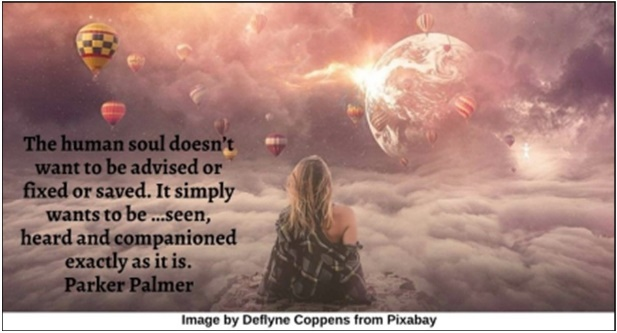 The human soul doesn't
want to be advised or
fixed or saved. It simply
wants to be ...seen,
heard and companioned
exactly as it is.
Parker Palmer
Image by Deflyne Coppens from Pixabay